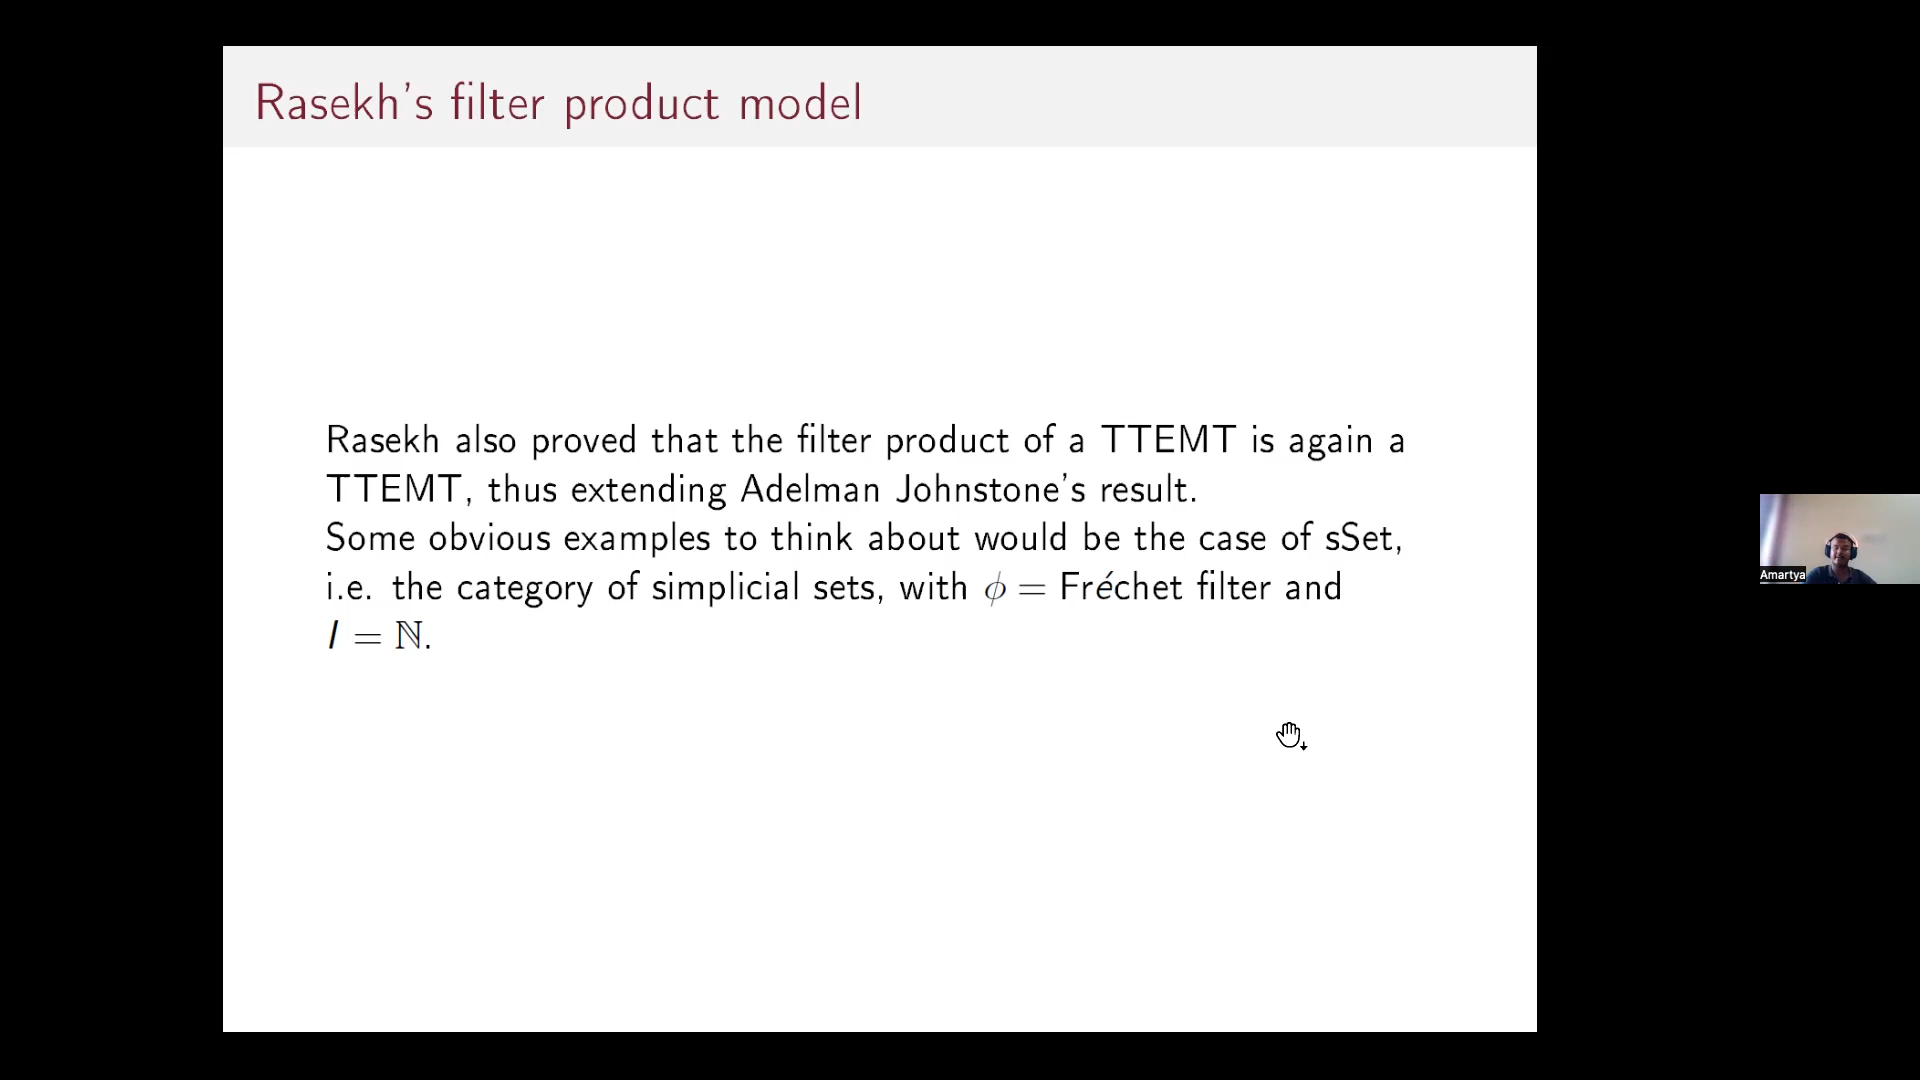 Rasekh's filter product model
Rasekh also proved that the filter product of a TTEMT is again a
TTEMT, thus extending Adelman Johnstone's result.
Some obvious examples to think about would be the case of sSet,
i.e. the category of simplicial sets, with ϕ = Fréchet filter and
I = ℕ.
Amartya